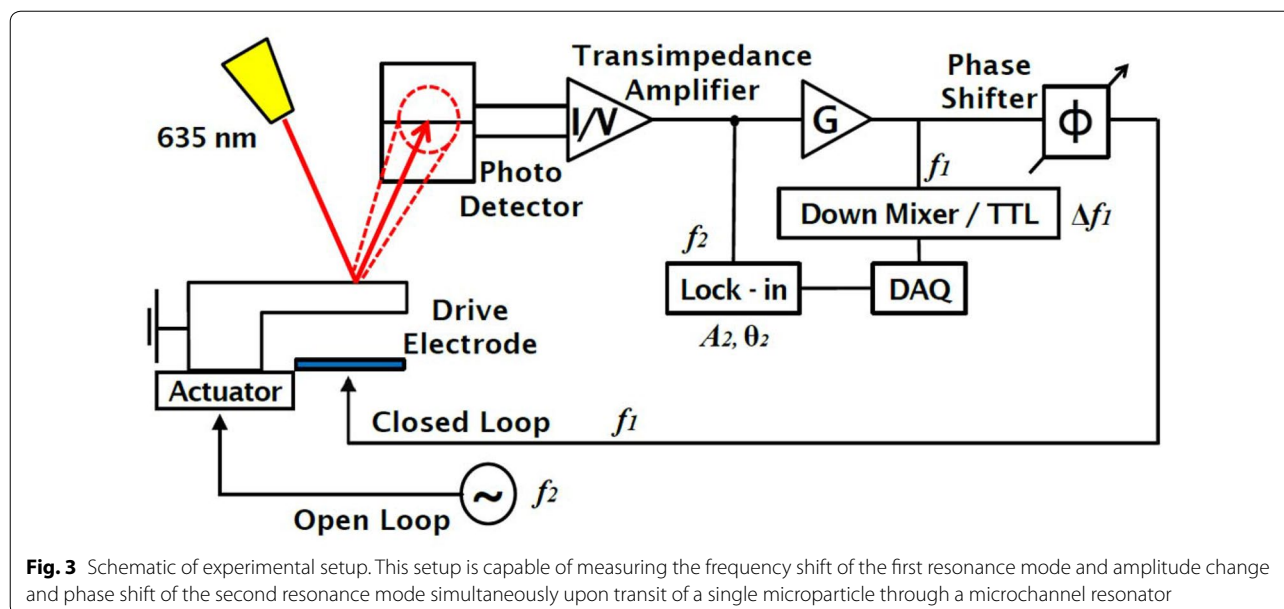 Transimpedance
Amplifier
Phase
Shifter
635 nm
I/V
G
Φ
Photo
Detector
f1
Down Mixer / TTL
Δf1
f2
Lock - in
DAQ
A2, θ2
Drive
Electrode
Actuator
Closed Loop
f1
~
f2
Open Loop
Fig. 3 Schematic of experimental setup. This setup is capable of measuring the frequency shift of the first resonance mode and amplitude change
and phase shift of the second resonance mode simultaneously upon transit of a single microparticle through a microchannel resonator